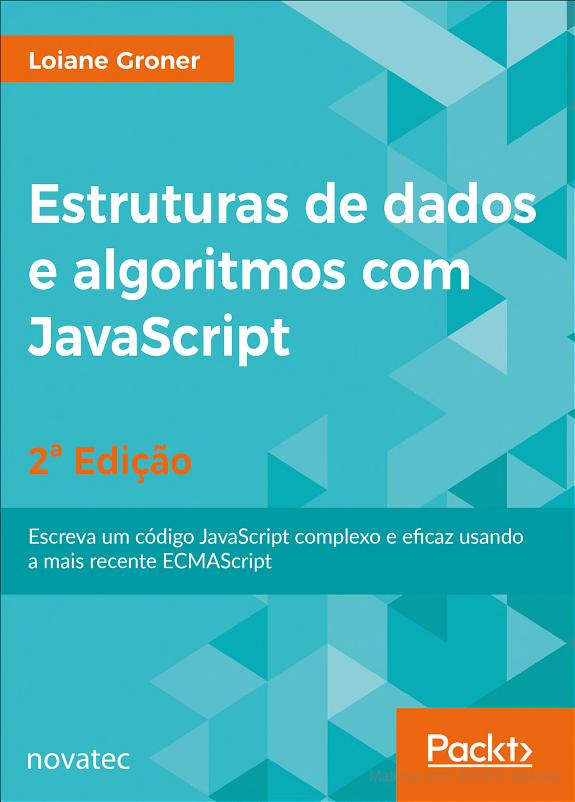 Loiane Groner
Estruturas de dados
e algoritmos com
JavaScript
2ª Edição
Escreva um código JavaScript complexo e eficaz usando
a mais recente ECMAScript
novatec
Packt